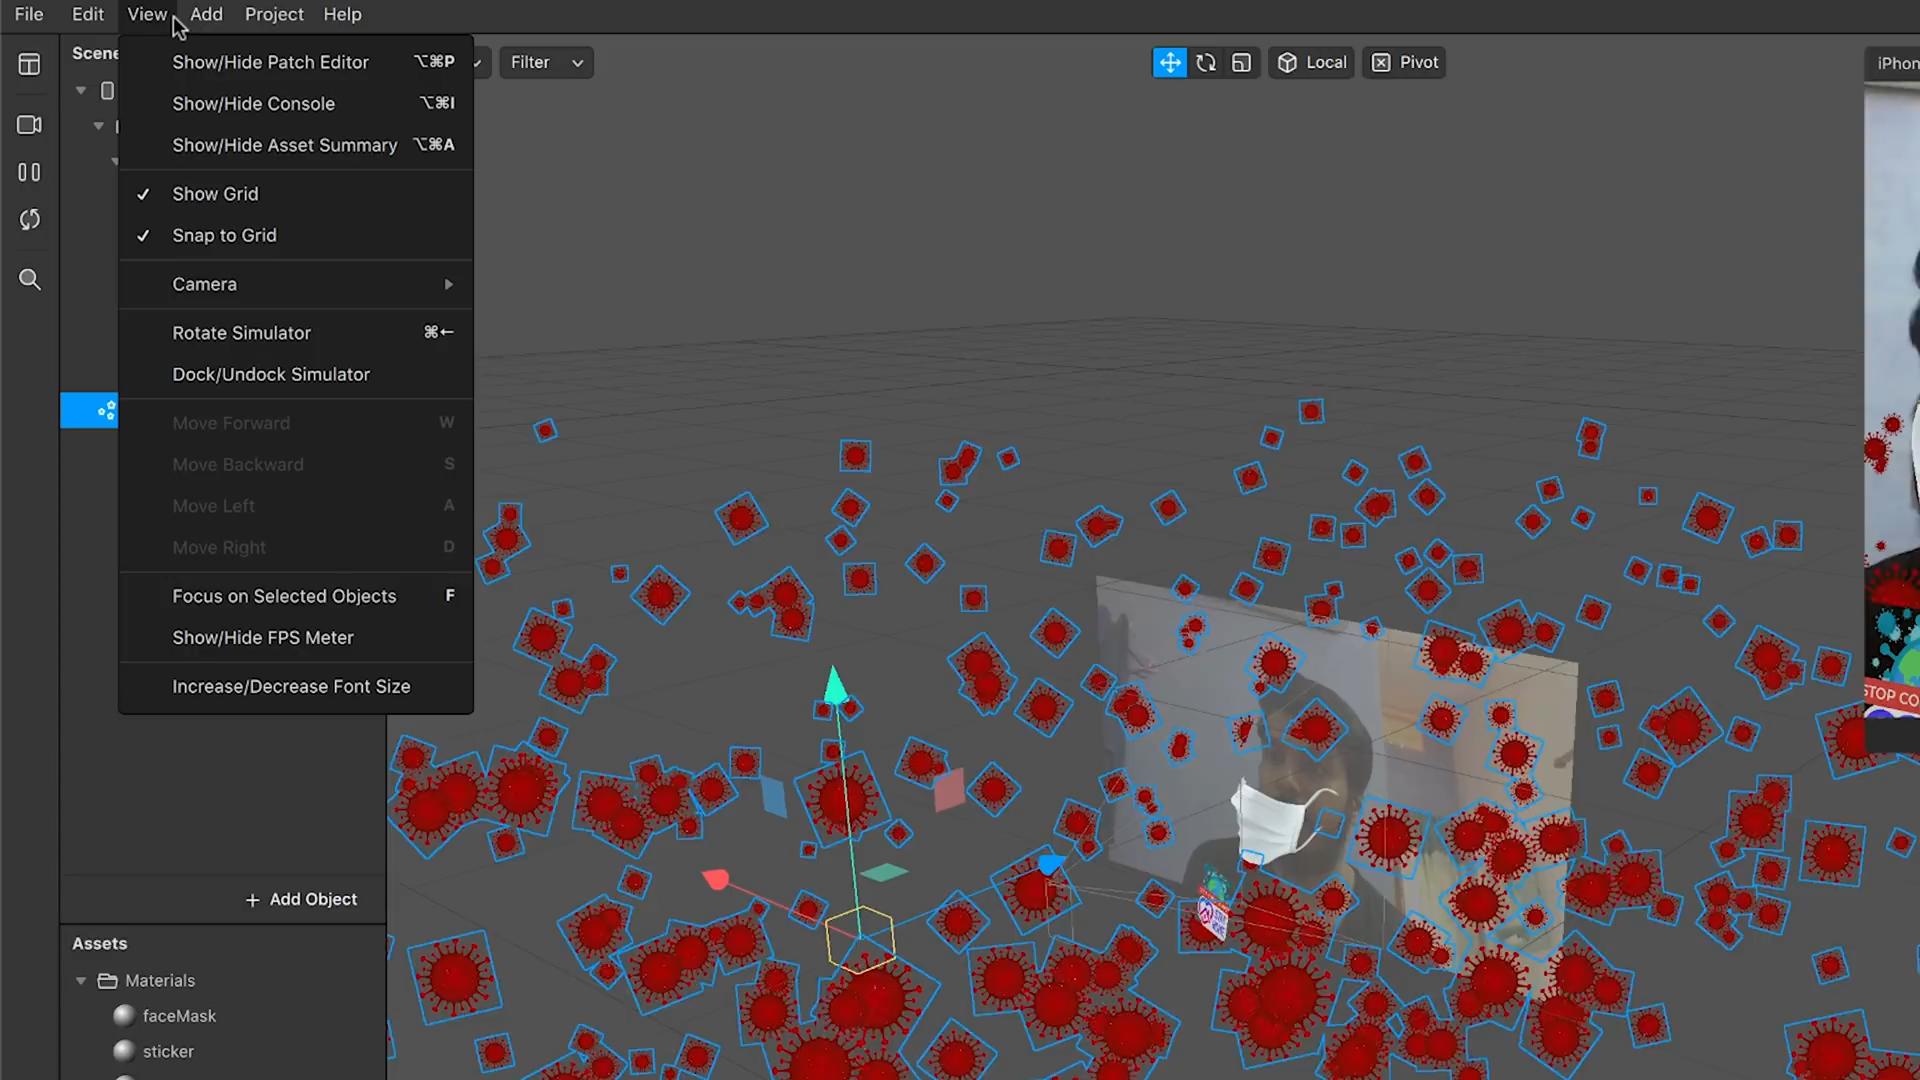 File Edit View Add Project Help
Scene
Show/Hide Patch Editor ⌥⌘P
Show/Hide Console ⌥⌘I
Show/Hide Asset Summary ⌥⌘A
✓ Show Grid
✓ Snap to Grid
Camera
Rotate Simulator ⌘←
Dock/Undock Simulator
Move Forward W
Move Backward S
Move Left A
Move Right D
Focus on Selected Objects F
Show/Hide FPS Meter
Increase/Decrease Font Size
Filter
Local
Pivot
iPhon
STOP CO
+ Add Object
Assets
Materials
faceMask
sticker